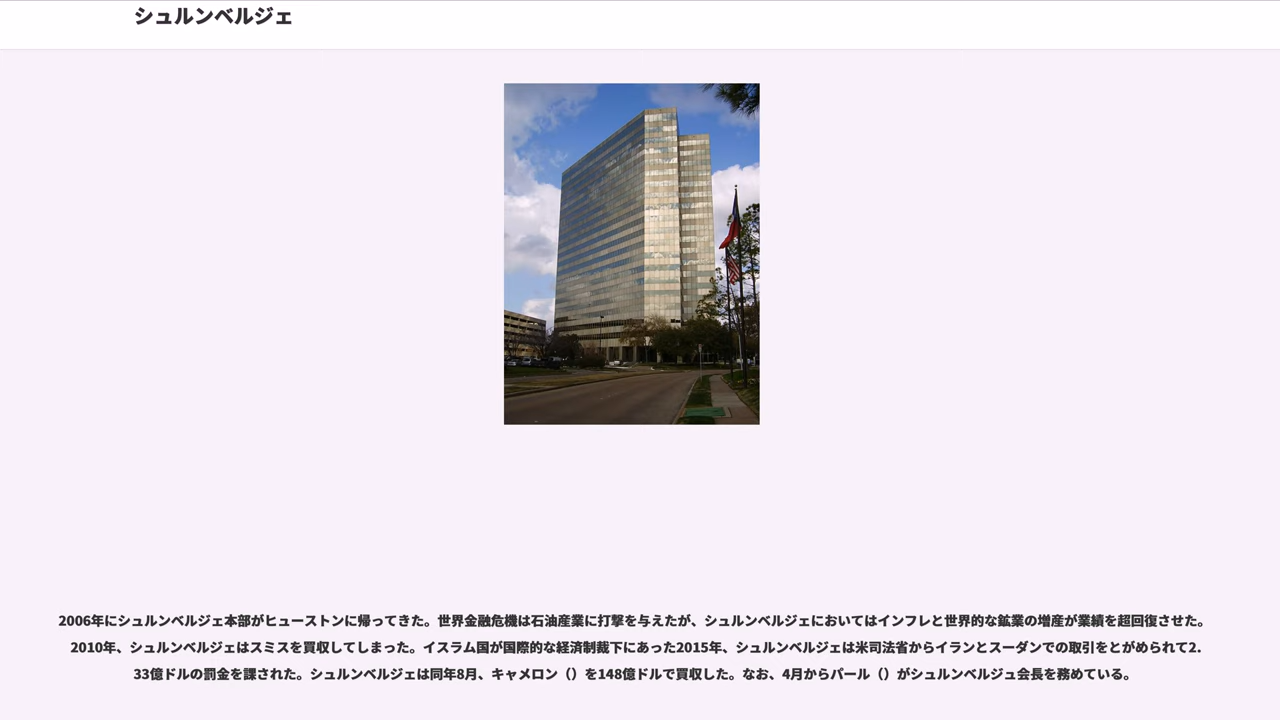 シュルンベルジェ
2006年にシュルンベルジェ本部がヒューストンに帰ってきた。世界金融危機は石油産業に打撃を与えたが、シュルンベルジェにおいてはインフレと世界的な鉱業の増産が業績を超回復させた。
2010年、シュルンベルジェはスミスを買収してしまった。イスラム国が国際的な経済制裁下にあった2015年、シュルンベルジェは米司法省からイランとスーダンでの取引をとがめられて2.
33億ドルの罰金を課された。シュルンベルジェは同年8月、キャメロン（）を148億ドルで買収した。なお、4月からパール（）がシュルンベルジュ会長を務めている。